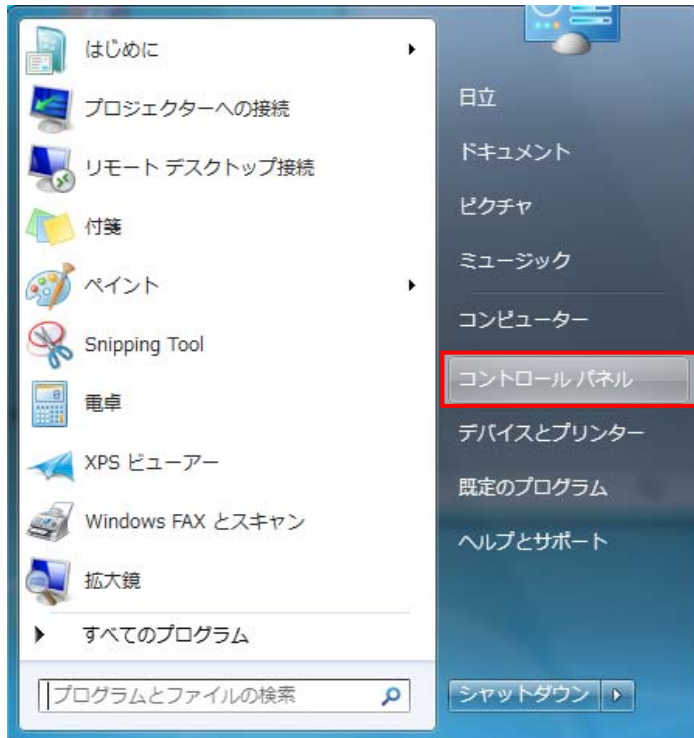 はじめに
プロジェクターへの接続
リモート デスクトップ接続
付箋
ペイント
Snipping Tool
電卓
XPS ビューアー
Windows FAX とスキャン
拡大鏡
すべてのプログラム
プログラムとファイルの検索
日立
ドキュメント
ピクチャ
ミュージック
コンピューター
コントロール パネル
デバイスとプリンター
既定のプログラム
ヘルプとサポート
シャットダウン